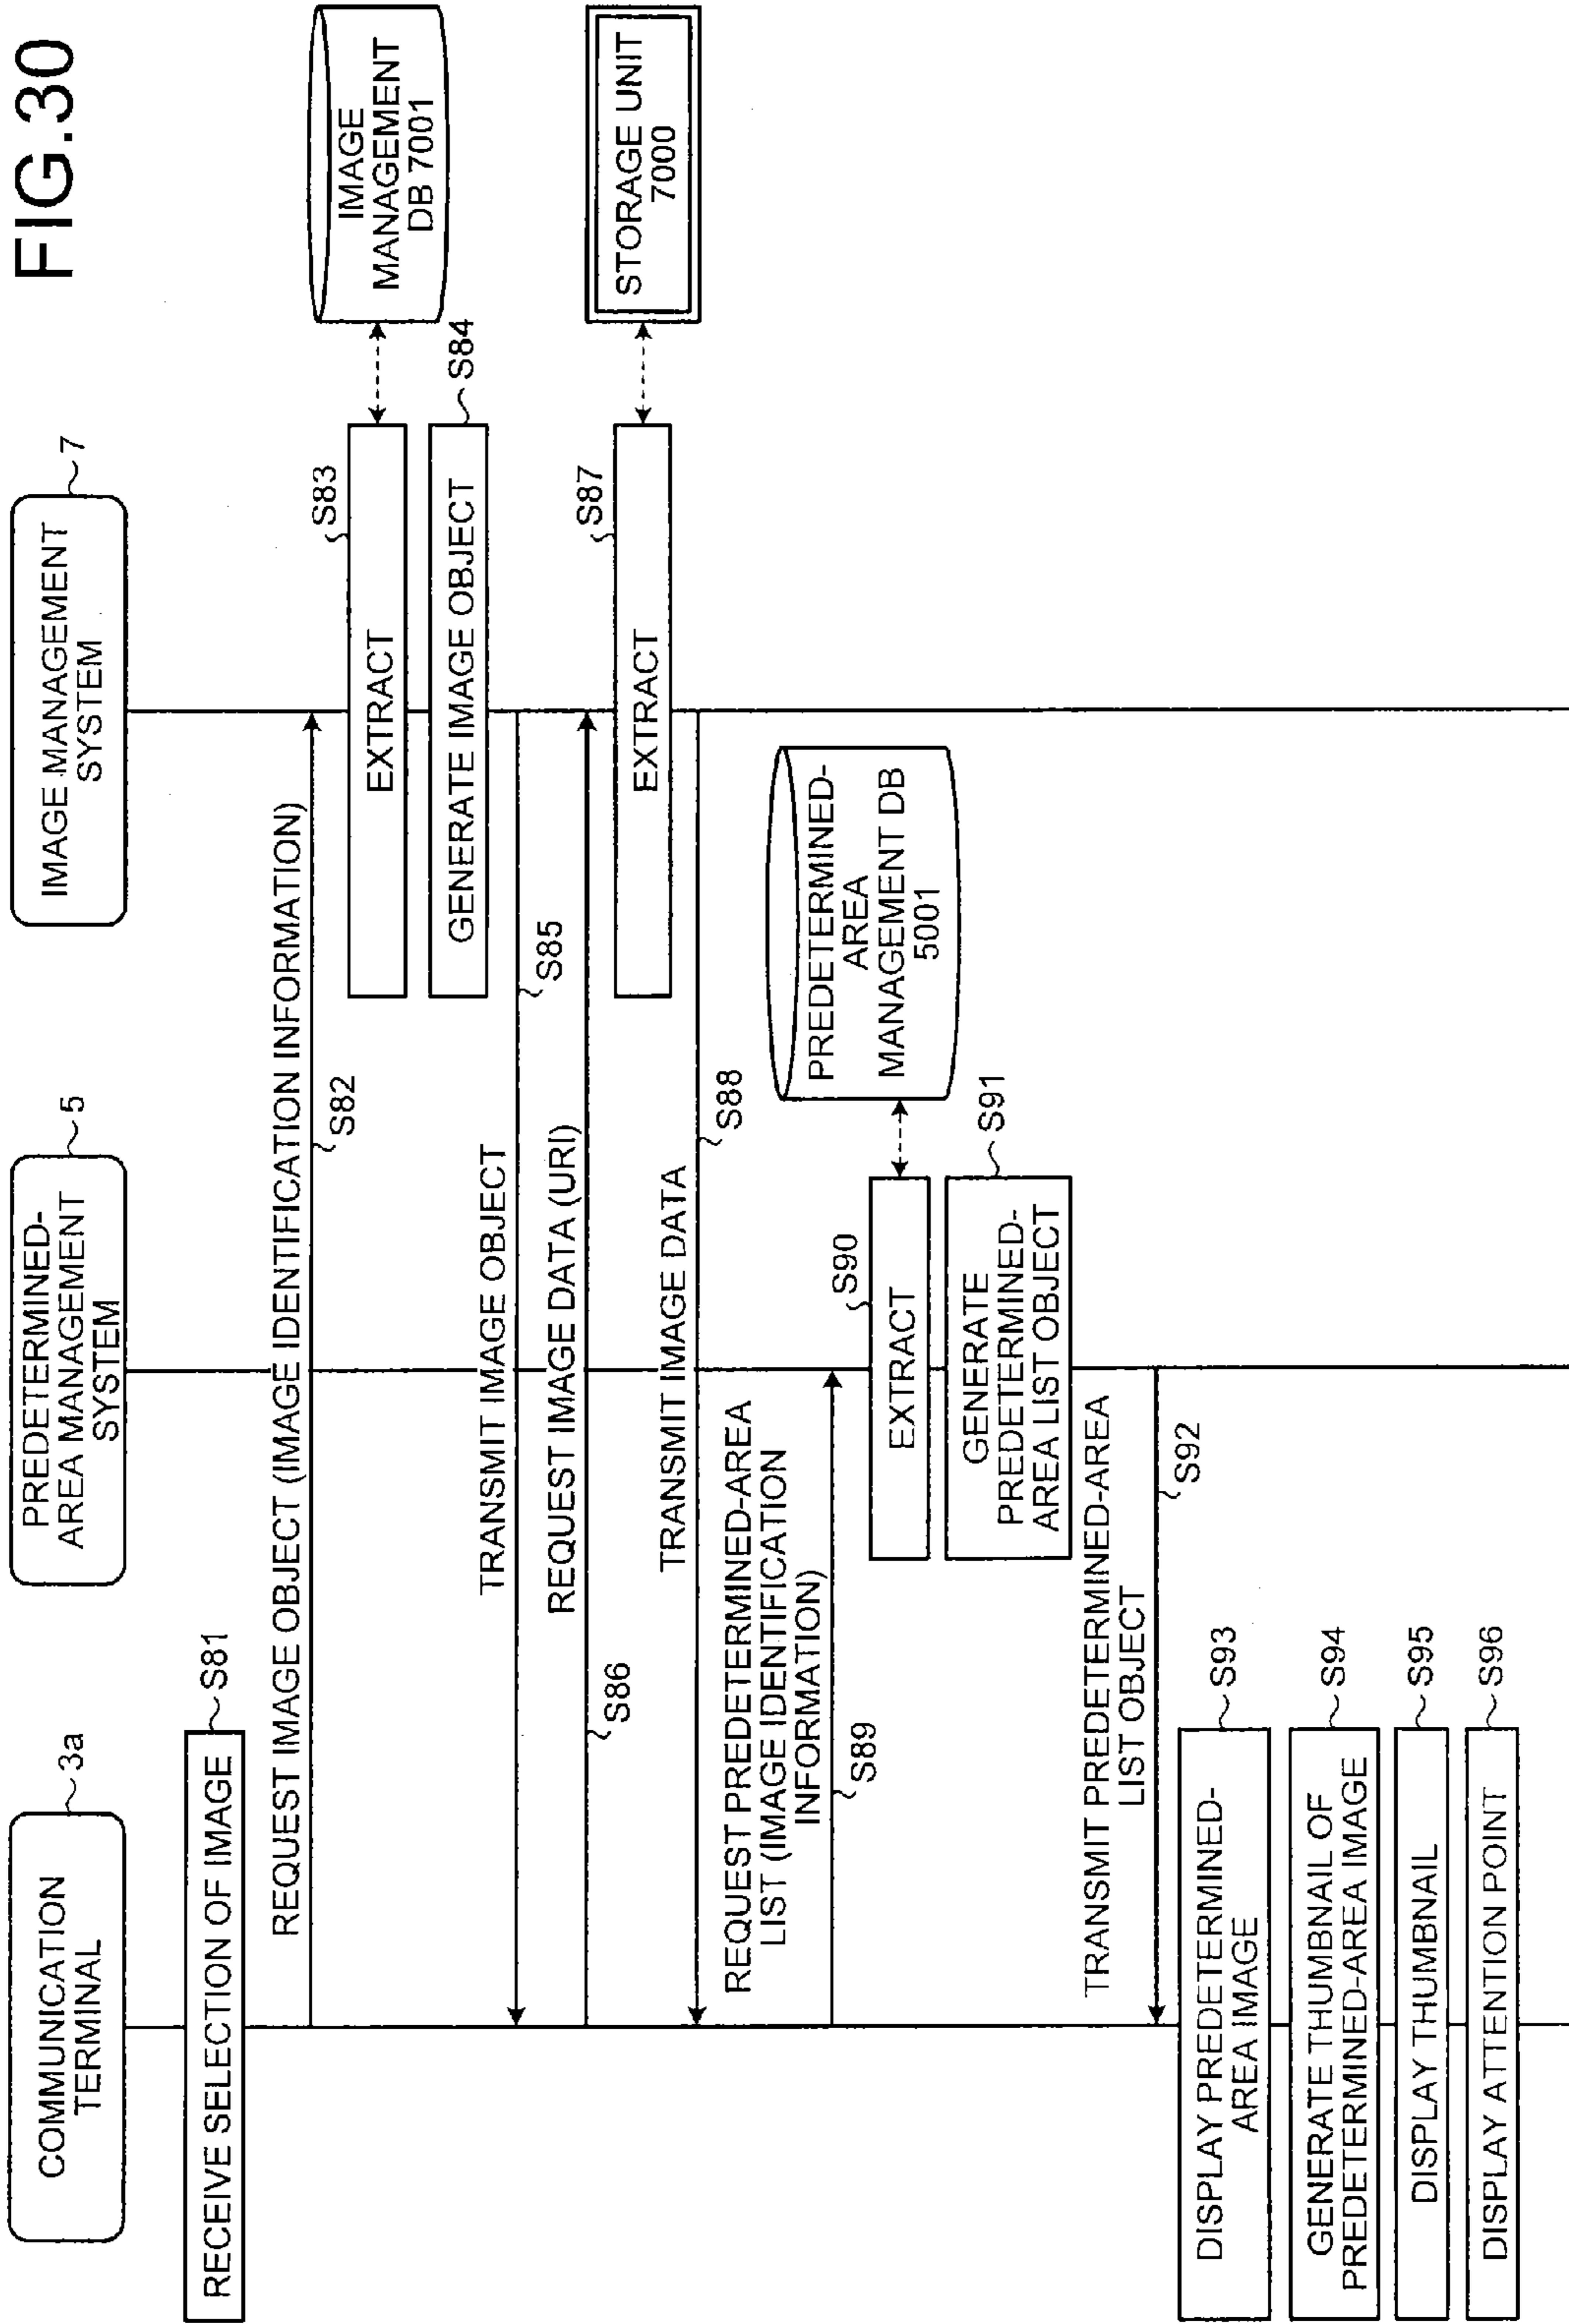 FIG.30
COMMUNICATION
TERMINAL
3a
PREDETERMINED-
AREA MANAGEMENT
SYSTEM
5
IMAGE MANAGEMENT
SYSTEM
7
RECEIVE SELECTION OF IMAGE
S81
REQUEST IMAGE OBJECT (IMAGE IDENTIFICATION INFORMATION)
S82
S83
EXTRACT
IMAGE
MANAGEMENT
DB 7001
GENERATE IMAGE OBJECT
S84
TRANSMIT IMAGE OBJECT
S85
REQUEST IMAGE DATA (URI)
S86
S87
EXTRACT
STORAGE UNIT
7000
TRANSMIT IMAGE DATA
S88
REQUEST PREDETERMINED-AREA
LIST (IMAGE IDENTIFICATION
INFORMATION)
S89
S90
EXTRACT
PREDETERMINED-
AREA
MANAGEMENT DB
5001
GENERATE
PREDETERMINED-
AREA LIST OBJECT
S91
TRANSMIT PREDETERMINED-AREA
LIST OBJECT
S92
DISPLAY PREDETERMINED-
AREA IMAGE
S93
GENERATE THUMBNAIL OF
PREDETERMINED-AREA IMAGE
S94
DISPLAY THUMBNAIL
S95
DISPLAY ATTENTION POINT
S96